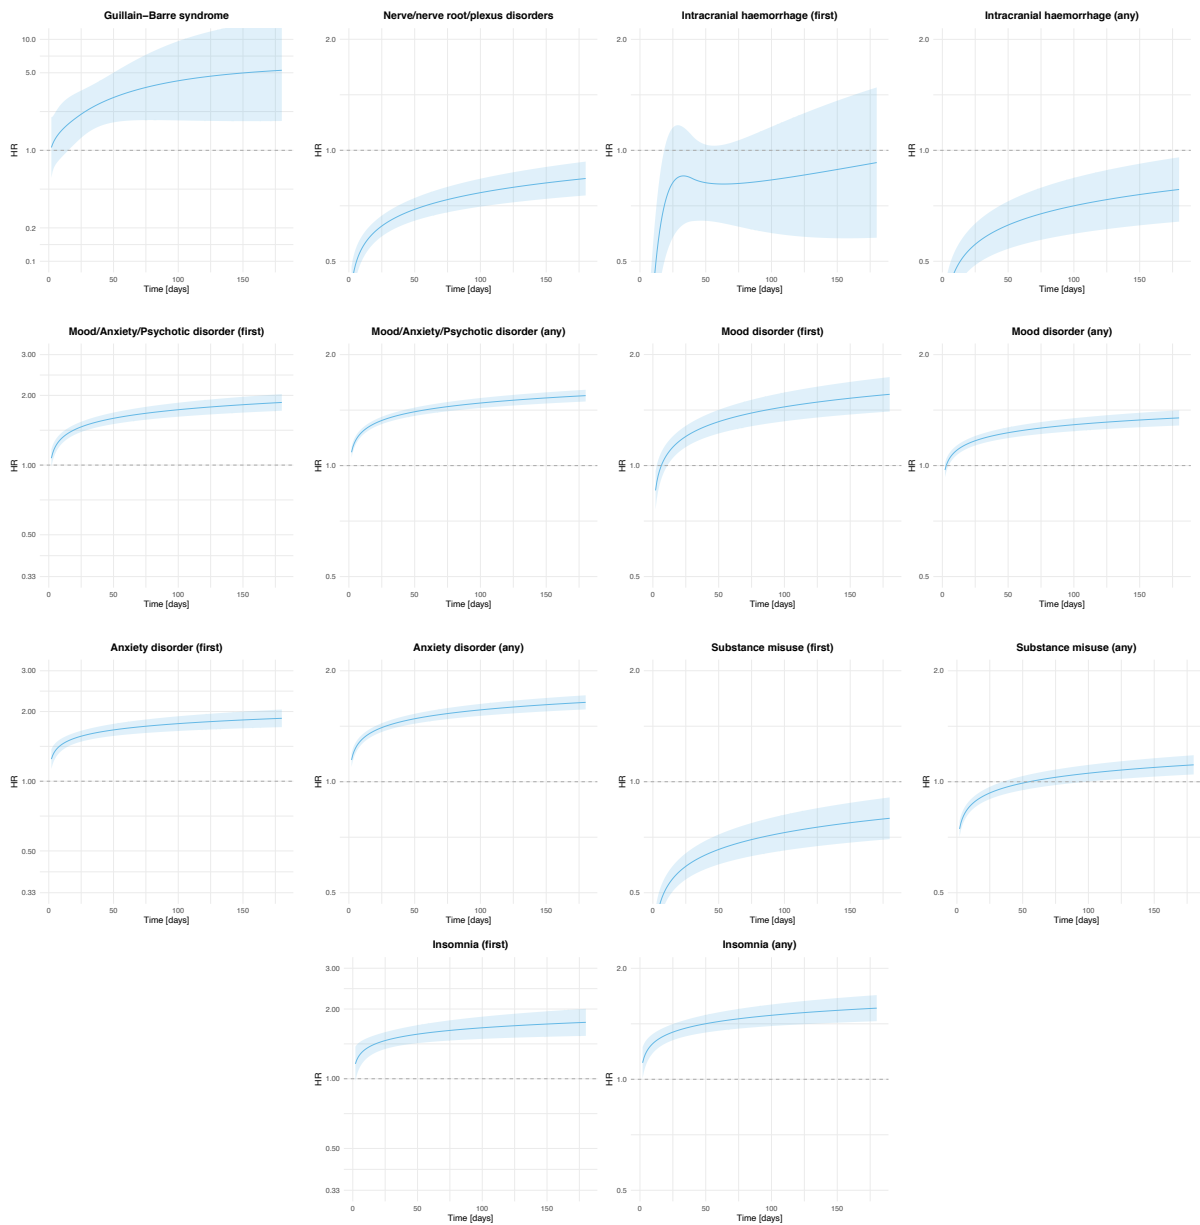 Guillain−Barre syndrome
Nerve/nerve root/plexus disorders
Intracranial haemorrhage (first)
Intracranial haemorrhage (any)
10.0
5.0
1.0
0.2
0.1
HR
0 50 100 150
Time [days]
2.0
1.0
0.5
HR
0 50 100 150
Time [days]
2.0
1.0
0.5
HR
0 50 100 150
Time [days]
2.0
1.0
0.5
HR
0 50 100 150
Time [days]
Mood/Anxiety/Psychotic disorder (first)
Mood/Anxiety/Psychotic disorder (any)
Mood disorder (first)
Mood disorder (any)
3.00
2.00
1.00
0.50
0.33
HR
0 50 100 150
Time [days]
2.0
1.0
0.5
HR
0 50 100 150
Time [days]
2.0
1.0
0.5
HR
0 50 100 150
Time [days]
2.0
1.0
0.5
HR
0 50 100 150
Time [days]
Anxiety disorder (first)
Anxiety disorder (any)
Substance misuse (first)
Substance misuse (any)
3.00
2.00
1.00
0.50
0.33
HR
0 50 100 150
Time [days]
2.0
1.0
0.5
HR
0 50 100 150
Time [days]
2.0
1.0
0.5
HR
0 50 100 150
Time [days]
2.0
1.0
0.5
HR
0 50 100 150
Time [days]
Insomnia (first)
Insomnia (any)
3.00
2.00
1.00
0.50
0.33
HR
0 50 100 150
Time [days]
2.0
1.0
0.5
HR
0 50 100 150
Time [days]